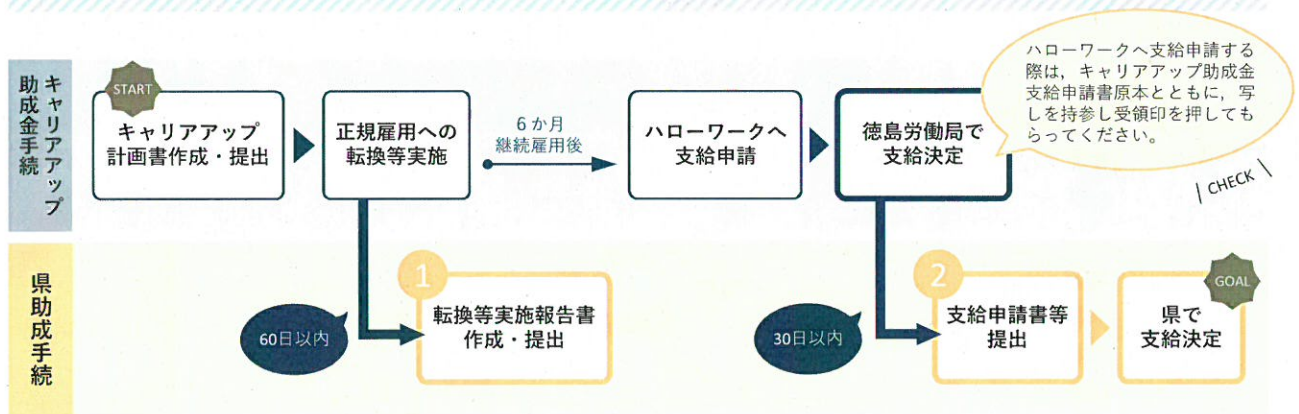 キャリアアップ
助成金手続
START
キャリアアップ
計画書作成・提出
正規雇用への
転換等実施
6か月
継続雇用後
ハローワークへ
支給申請
徳島労働局で
支給決定
ハローワークへ支給申請する
際は，キャリアアップ助成金
支給申請書原本とともに，写
しを持参し受領印を押しても
らってください。
CHECK
県助成手続
60日以内
1
転換等実施報告書
作成・提出
30日以内
2
支給申請書等
提出
GOAL
県で
支給決定